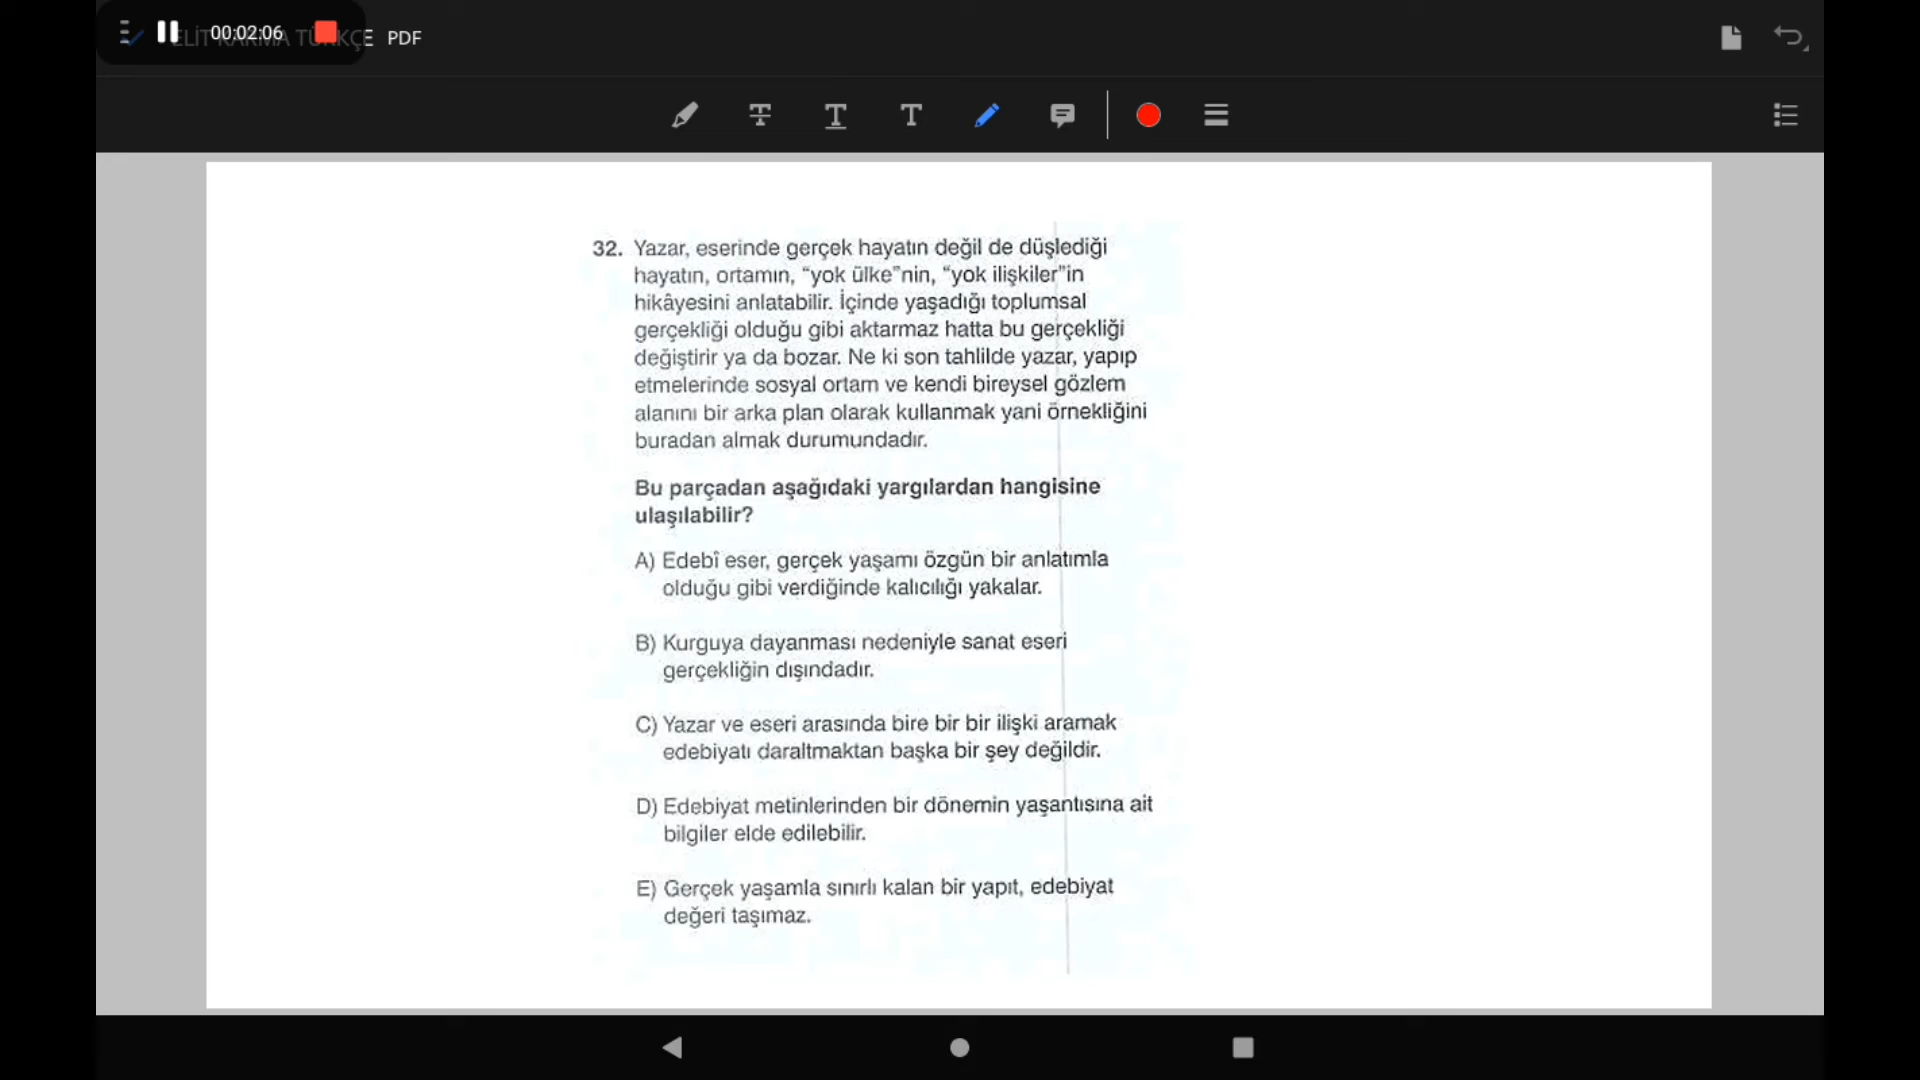 00:02:06
ELİT KARMA TÜRKÇE PDF
32. Yazar, eserinde gerçek hayatın değil de düşlediği
hayatın, ortamın, “yok ülke”nin, “yok ilişkiler”in
hikâyesini anlatabilir. İçinde yaşadığı toplumsal
gerçekliği olduğu gibi aktarmaz hatta bu gerçekliği
değiştirir ya da bozar. Ne ki son tahlilde yazar, yapıp
etmelerinde sosyal ortam ve kendi bireysel gözlem
alanını bir arka plan olarak kullanmak yani örnekliğini
buradan almak durumundadır.
Bu parçadan aşağıdaki yargılardan hangisine
ulaşılabilir?
A) Edebî eser, gerçek yaşamı özgün bir anlatımla
olduğu gibi verdiğinde kalıcılığı yakalar.
B) Kurguya dayanması nedeniyle sanat eseri
gerçekliğin dışındadır.
C) Yazar ve eseri arasında bire bir bir ilişki aramak
edebiyatı daraltmaktan başka bir şey değildir.
D) Edebiyat metinlerinden bir dönemin yaşantısına ait
bilgiler elde edilebilir.
E) Gerçek yaşamla sınırlı kalan bir yapıt, edebiyat
değeri taşımaz.